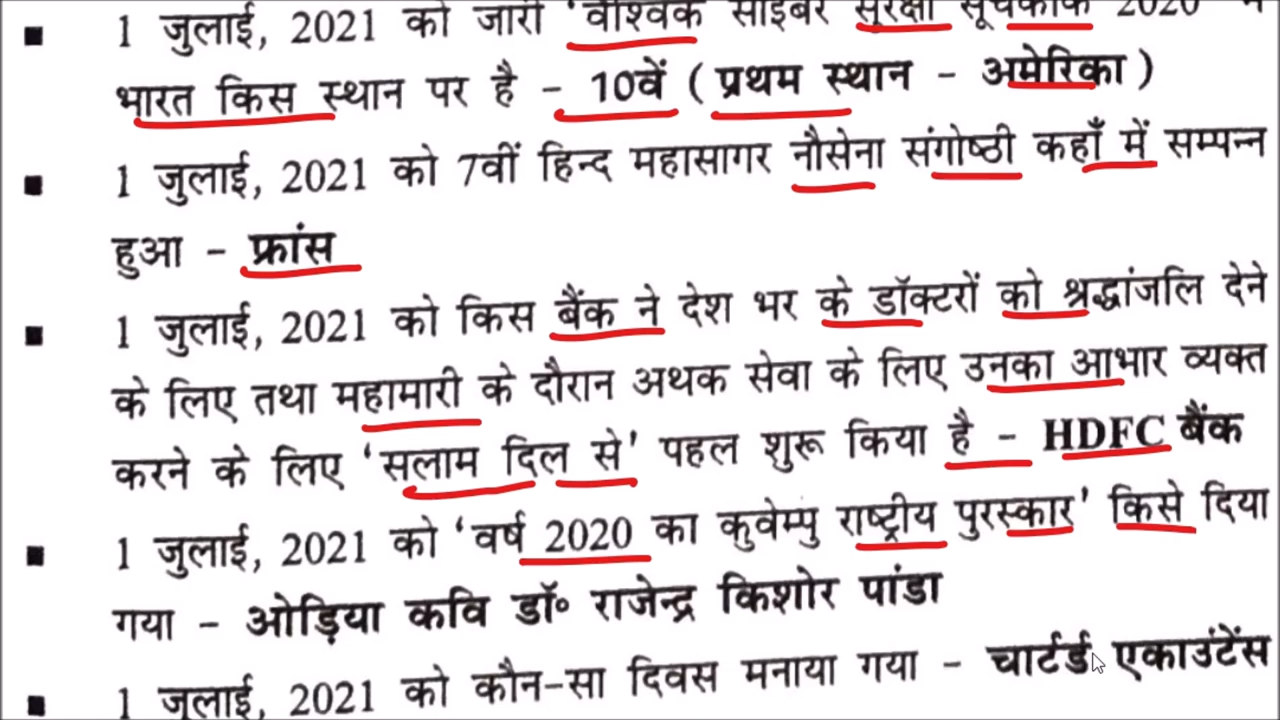 ▪ 1 जुलाई, 2021 को जारी 'वैश्विक साइबर सुरक्षा सूचकांक 2020' में
भारत किस स्थान पर है - 10वें ( प्रथम स्थान - अमेरिका )
▪ 1 जुलाई, 2021 को 7वीं हिन्द महासागर नौसेना संगोष्ठी कहाँ में सम्पन्न
हुआ - फ्रांस
▪ 1 जुलाई, 2021 को किस बैंक ने देश भर के डॉक्टरों को श्रद्धांजलि देने
के लिए तथा महामारी के दौरान अथक सेवा के लिए उनका आभार व्यक्त
करने के लिए 'सलाम दिल से' पहल शुरू किया है - HDFC बैंक
▪ 1 जुलाई, 2021 को 'वर्ष 2020 का कुवेम्पु राष्ट्रीय पुरस्कार' किसे दिया
गया - ओड़िया कवि डॉ॰ राजेन्द्र किशोर पांडा
▪ 1 जुलाई, 2021 को कौन-सा दिवस मनाया गया - चार्टर्ड एकाउंटेंस